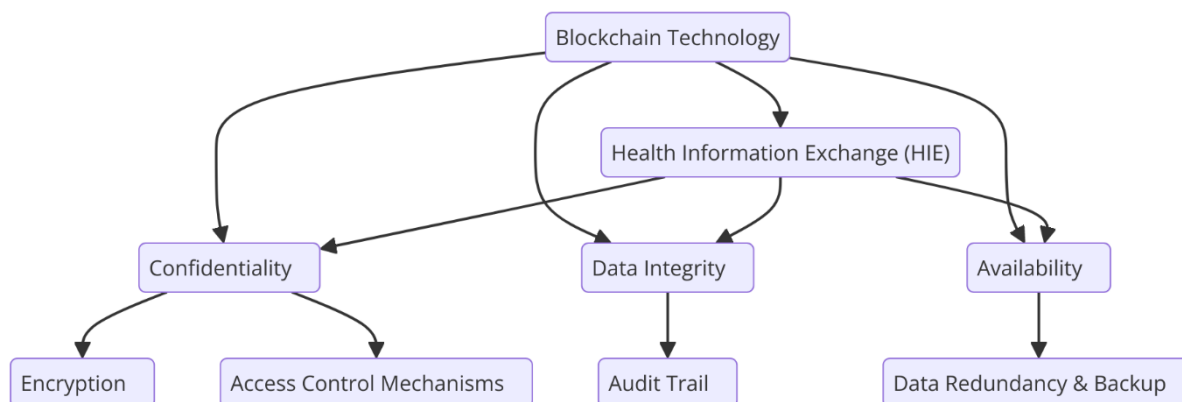 Blockchain Technology
Health Information Exchange (HIE)
Confidentiality
Data Integrity
Availability
Encryption
Access Control Mechanisms
Audit Trail
Data Redundancy & Backup